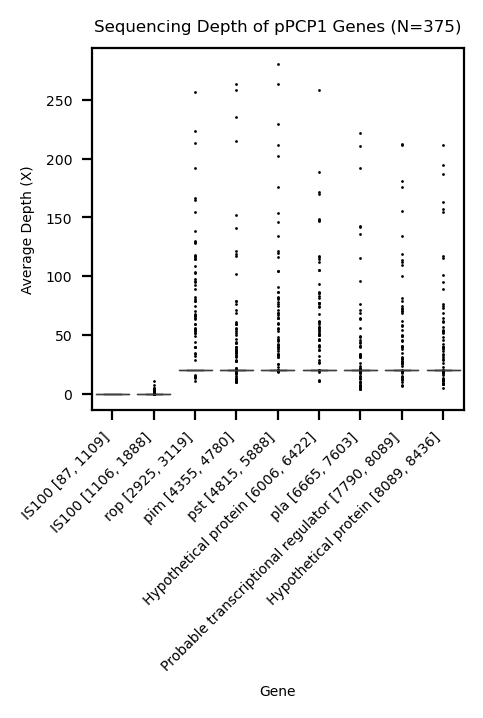 Sequencing Depth of pPCP1 Genes (N=375)
Average Depth (X)
250
200
150
100
50
0
IS100 [87, 1109]
IS100 [1106, 1888]
rop [2925, 3119]
pim [4355, 4780]
pst [4815, 5888]
Hypothetical protein [6006, 6422]
pla [6665, 7603]
Probable transcriptional regulator [7790, 8089]
Hypothetical protein [8089, 8436]
Gene